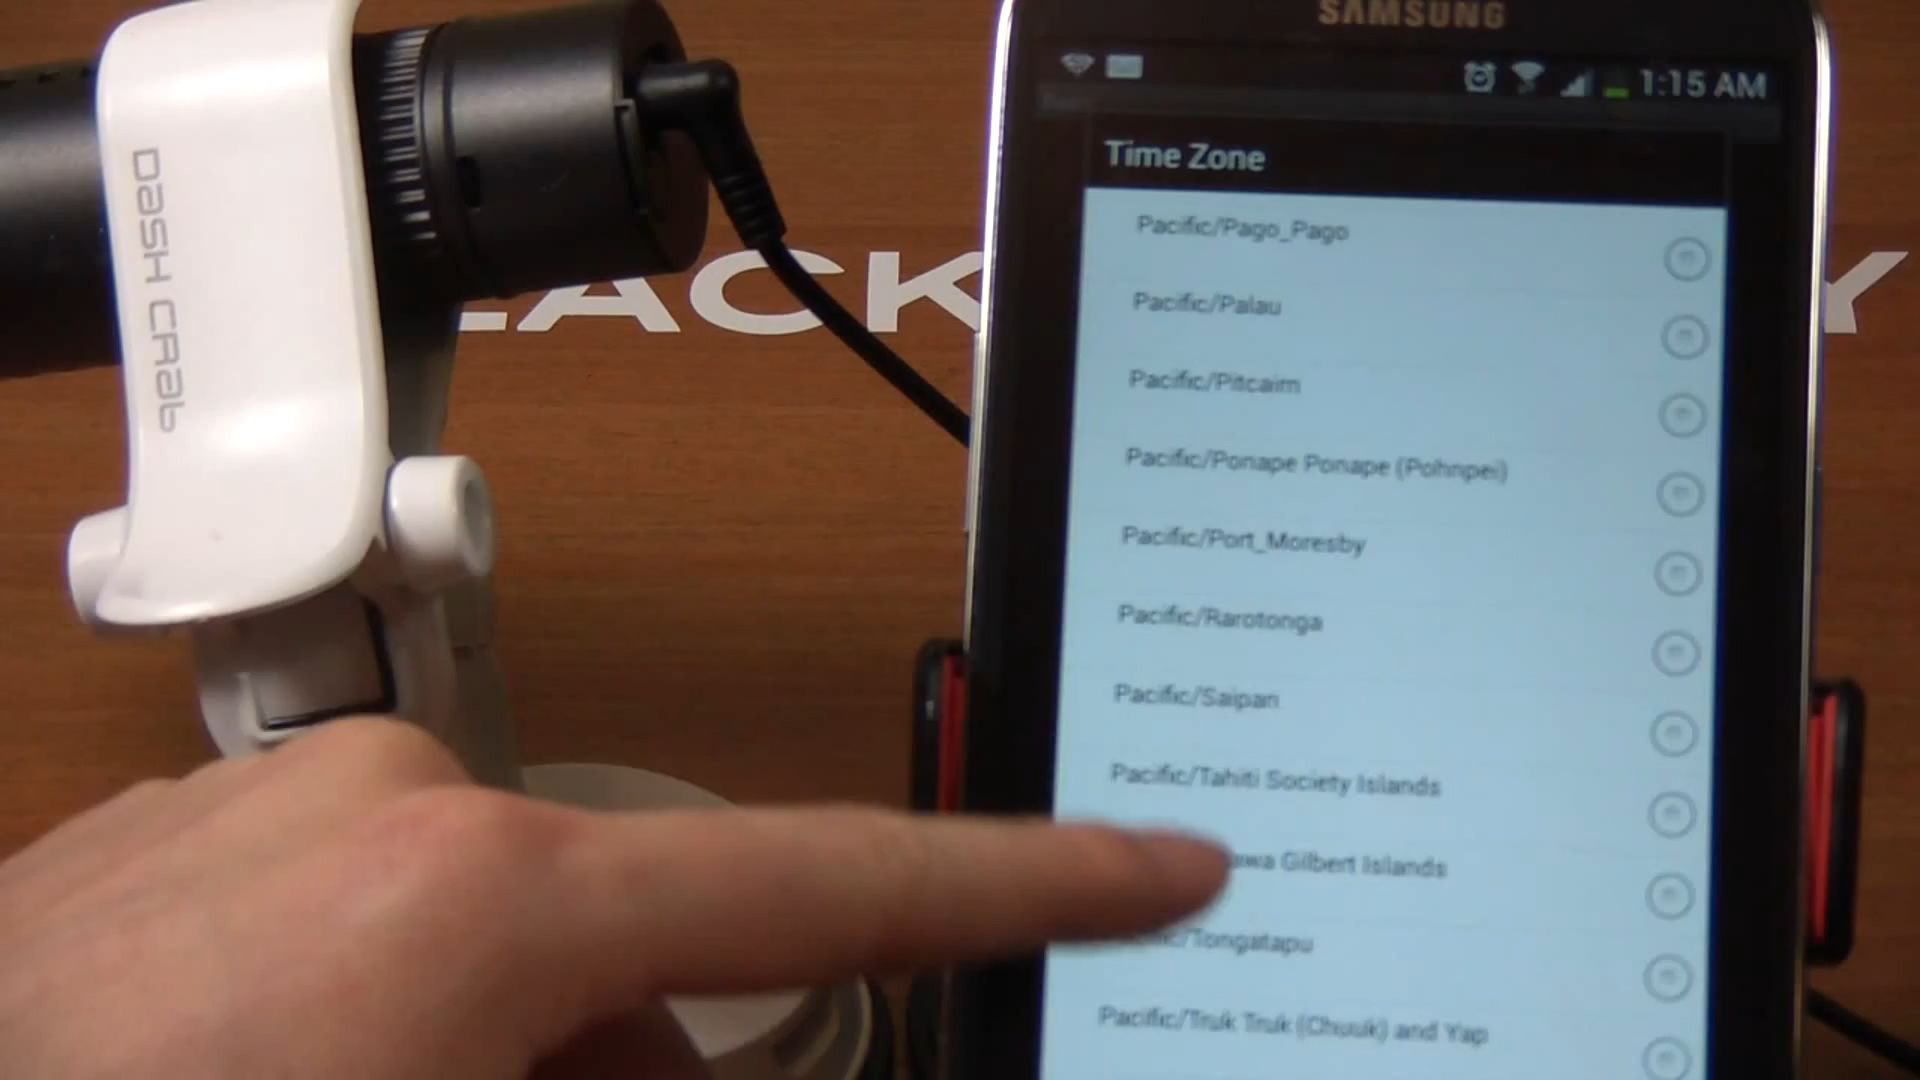 SAMSUNG
1:15 AM
Time Zone
Pacific/Pago_Pago
Pacific/Palau
Pacific/Pitcairn
Pacific/Ponape Ponape (Pohnpei)
Pacific/Port_Moresby
Pacific/Rarotonga
Pacific/Saipan
Pacific/Tahiti Society Islands
awa Gilbert Islands
/Tongatapu
Pacific/Truk Truk (Chuuk) and Yap
DASH CRAB
LACK Y